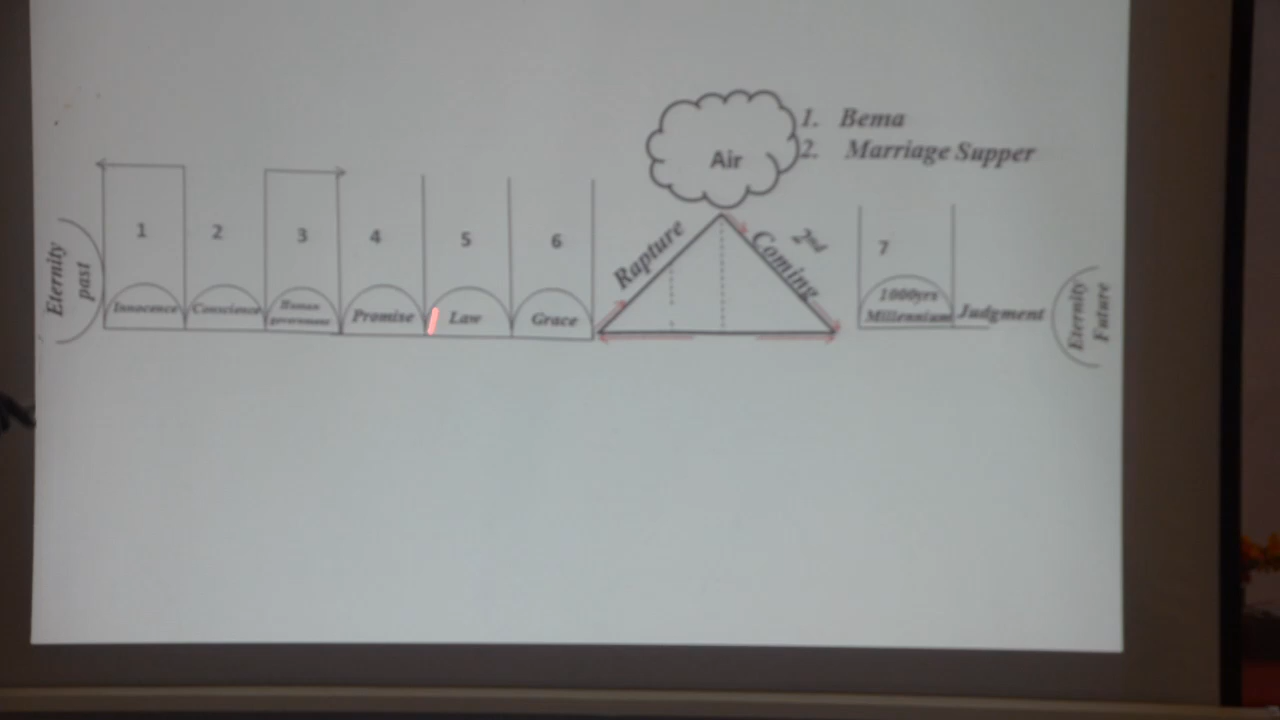 Eternity
past
1
Innocence
2
Conscience
3
Human
government
4
Promise
5
Law
6
Grace
Rapture
Air
1. Bema
2. Marriage Supper
2nd
Coming
7
1000yrs
Millennium
Judgment
Eternity
Future